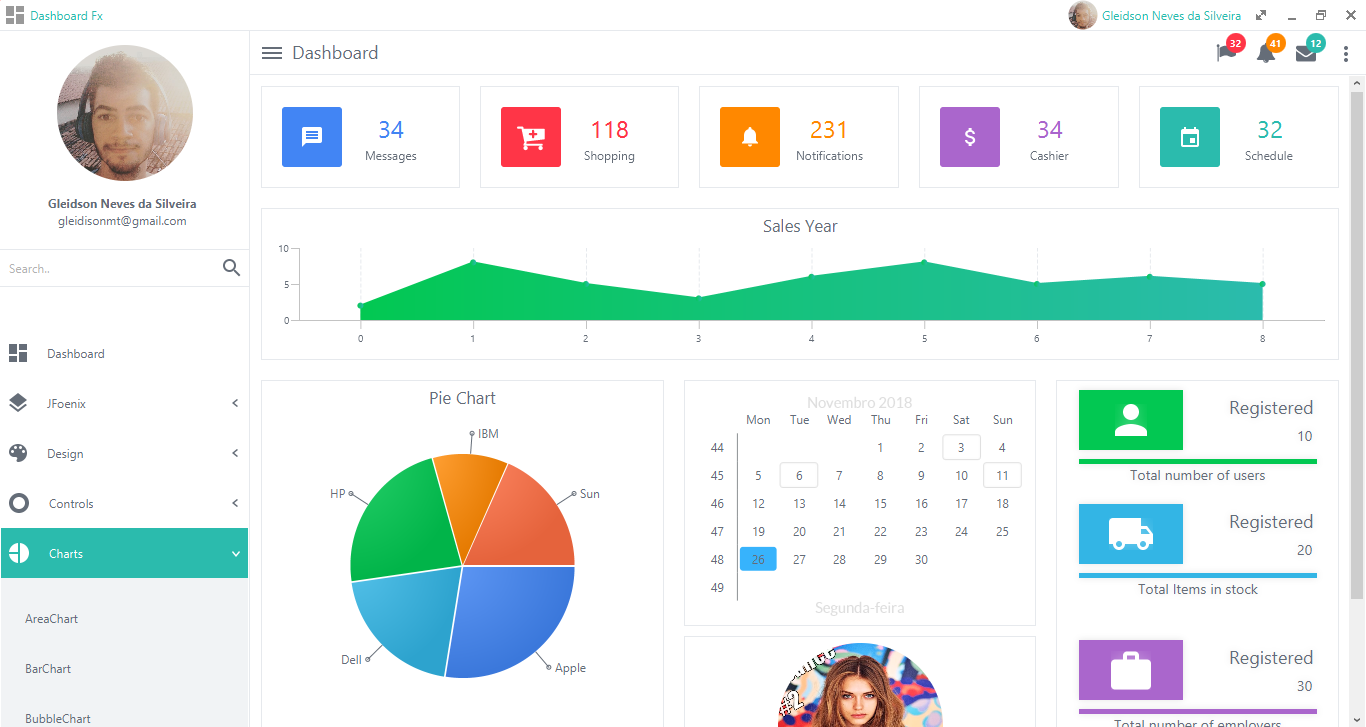 Dashboard Fx
Gleidson Neves da Silveira
Gleidson Neves da Silveira
gleidisonmt@gmail.com
Search..
Dashboard
JFoenix
Design
Controls
Charts
AreaChart
BarChart
BubbleChart
Dashboard
32
41
12
34
Messages
118
Shopping
231
Notifications
34
Cashier
32
Schedule
Sales Year
10
5
0
0 1 2 3 4 5 6 7 8
Pie Chart
IBM
HP
Sun
Dell
Apple
Novembro 2018
Mon Tue Wed Thu Fri Sat Sun
44 1 2 3 4
45 5 6 7 8 9 10 11
46 12 13 14 15 16 17 18
47 19 20 21 22 23 24 25
48 26 27 28 29 30
49
Segunda-feira
#2
Registered
10
Total number of users
Registered
20
Total Items in stock
Registered
30
Total number of employers